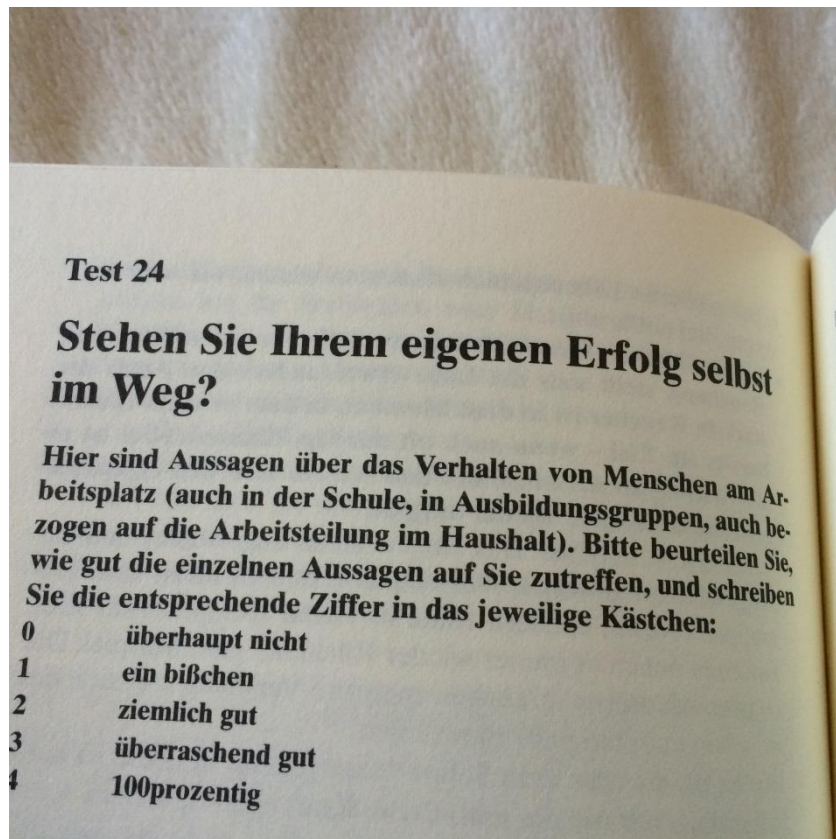 Test 24
Stehen Sie Ihrem eigenen Erfolg selbst
im Weg?
Hier sind Aussagen über das Verhalten von Menschen am Ar-
beitsplatz (auch in der Schule, in Ausbildungsgruppen, auch be-
zogen auf die Arbeitsteilung im Haushalt). Bitte beurteilen Sie,
wie gut die einzelnen Aussagen auf Sie zutreffen, und schreiben
Sie die entsprechende Ziffer in das jeweilige Kästchen:
0 überhaupt nicht
1 ein bißchen
2 ziemlich gut
3 überraschend gut
4 100prozentig